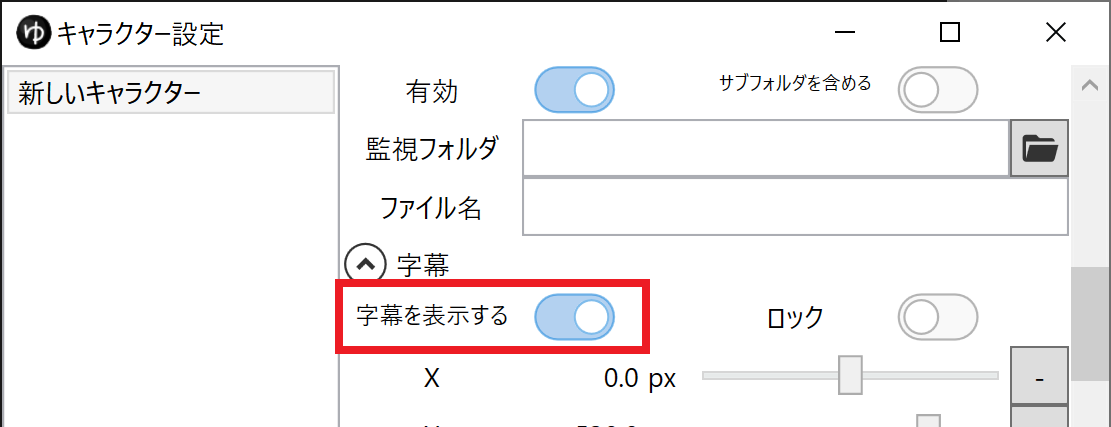 ゆ キャラクター設定
新しいキャラクター
有効 サブフォルダを含める
監視フォルダ
ファイル名
字幕
字幕を表示する ロック
X 0.0 px -